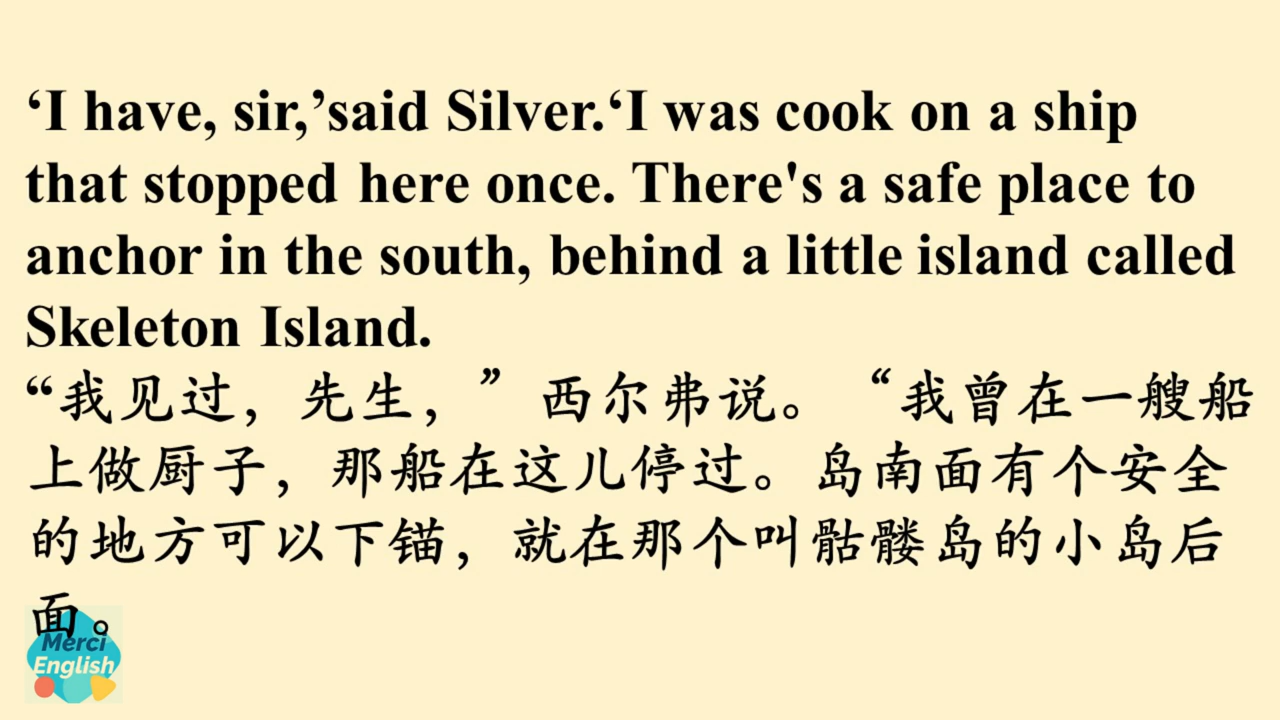 ‘I have, sir,’said Silver.‘I was cook on a ship
that stopped here once. There's a safe place to
anchor in the south, behind a little island called
Skeleton Island.
“我见过，先生，”西尔弗说。“我曾在一艘船
上做厨子，那船在这儿停过。岛南面有个安全
的地方可以下锚，就在那个叫骷髅岛的小岛后
面。
Merci
English